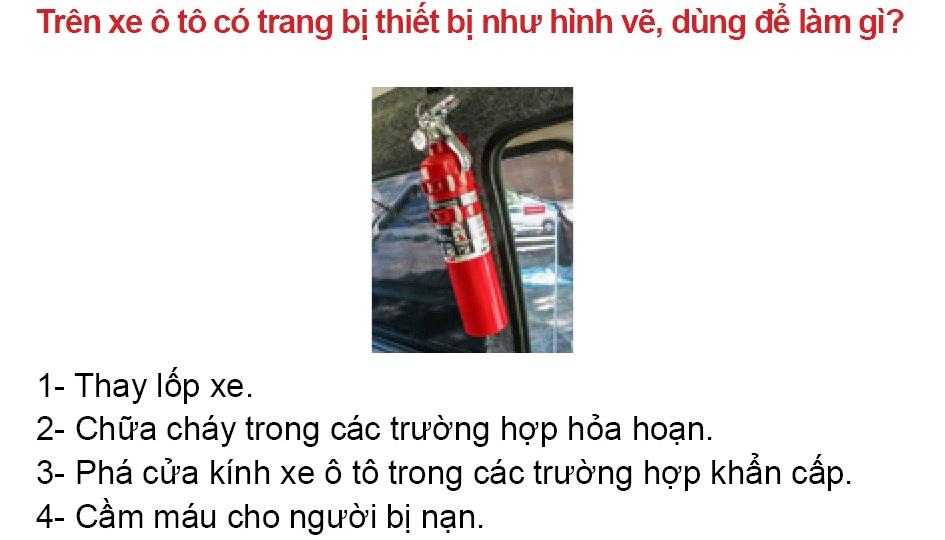 Trên xe ô tô có trang bị thiết bị như hình vẽ, dùng để làm gì?
1- Thay lốp xe.
2- Chữa cháy trong các trường hợp hỏa hoạn.
3- Phá cửa kính xe ô tô trong các trường hợp khẩn cấp.
4- Cầm máu cho người bị nạn.